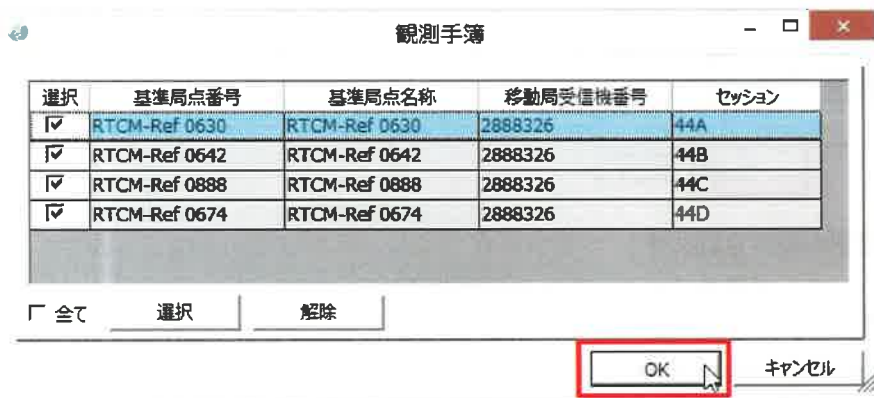 観測手簿
選択 基準局点番号 基準局点名称 移動局受信機番号 セッション
RTCM-Ref 0630 RTCM-Ref 0630 2888326 44A
RTCM-Ref 0642 RTCM-Ref 0642 2888326 44B
RTCM-Ref 0888 RTCM-Ref 0888 2888326 44C
RTCM-Ref 0674 RTCM-Ref 0674 2888326 44D
全て 選択 解除
OK キャンセル